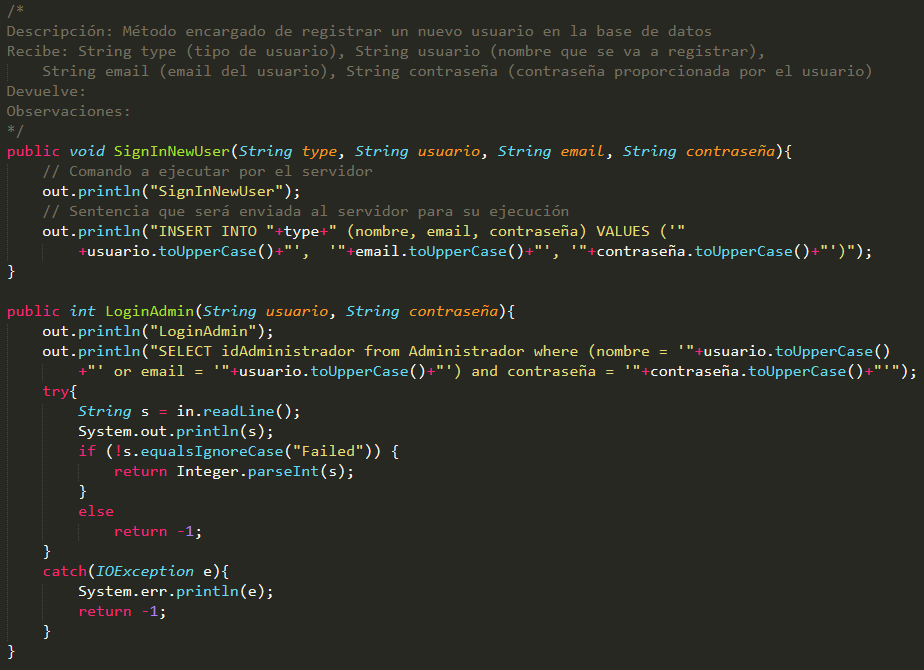 /*
Descripción: Método encargado de registrar un nuevo usuario en la base de datos
Recibe: String type (tipo de usuario), String usuario (nombre que se va a registrar),
    String email (email del usuario), String contraseña (contraseña proporcionada por el usuario)
Devuelve:
Observaciones:
*/
public void SignInNewUser(String type, String usuario, String email, String contraseña){
    // Comando a ejecutar por el servidor
    out.println("SignInNewUser");
    // Sentencia que será enviada al servidor para su ejecución
    out.println("INSERT INTO "+type+" (nombre, email, contraseña) VALUES ('"
        +usuario.toUpperCase()+"',  '"+email.toUpperCase()+"', '"+contraseña.toUpperCase()+"')");
}

public int LoginAdmin(String usuario, String contraseña){
    out.println("LoginAdmin");
    out.println("SELECT idAdministrador from Administrador where (nombre = '"+usuario.toUpperCase()
        +"' or email = '"+usuario.toUpperCase()+"') and contraseña = '"+contraseña.toUpperCase()+"'");
    try{
        String s = in.readLine();
        System.out.println(s);
        if (!s.equalsIgnoreCase("Failed")) {
            return Integer.parseInt(s);
        }
        else
            return -1;
    }
    catch(IOException e){
        System.err.println(e);
        return -1;
    }
}